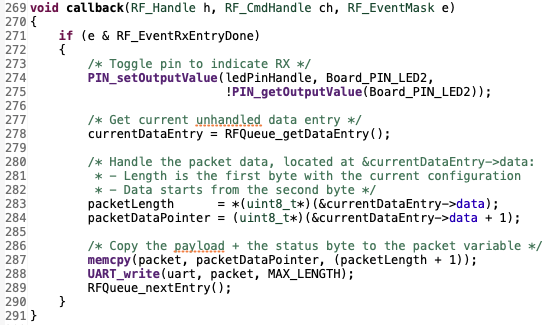 269 void callback(RF_Handle h, RF_CmdHandle ch, RF_EventMask e)
270 {
271     if (e & RF_EventRxEntryDone)
272     {
273         /* Toggle pin to indicate RX */
274         PIN_setOutputValue(ledPinHandle, Board_PIN_LED2,
275                            !PIN_getOutputValue(Board_PIN_LED2));
276
277         /* Get current unhandled data entry */
278         currentDataEntry = RFQueue_getDataEntry();
279
280         /* Handle the packet data, located at &currentDataEntry->data:
281          * - Length is the first byte with the current configuration
282          * - Data starts from the second byte */
283         packetLength      = *(uint8_t*)(&currentDataEntry->data);
284         packetDataPointer = (uint8_t*)(&currentDataEntry->data + 1);
285
286         /* Copy the payload + the status byte to the packet variable */
287         memcpy(packet, packetDataPointer, (packetLength + 1));
288         UART_write(uart, packet, MAX_LENGTH);
289         RFQueue_nextEntry();
290     }
291 }